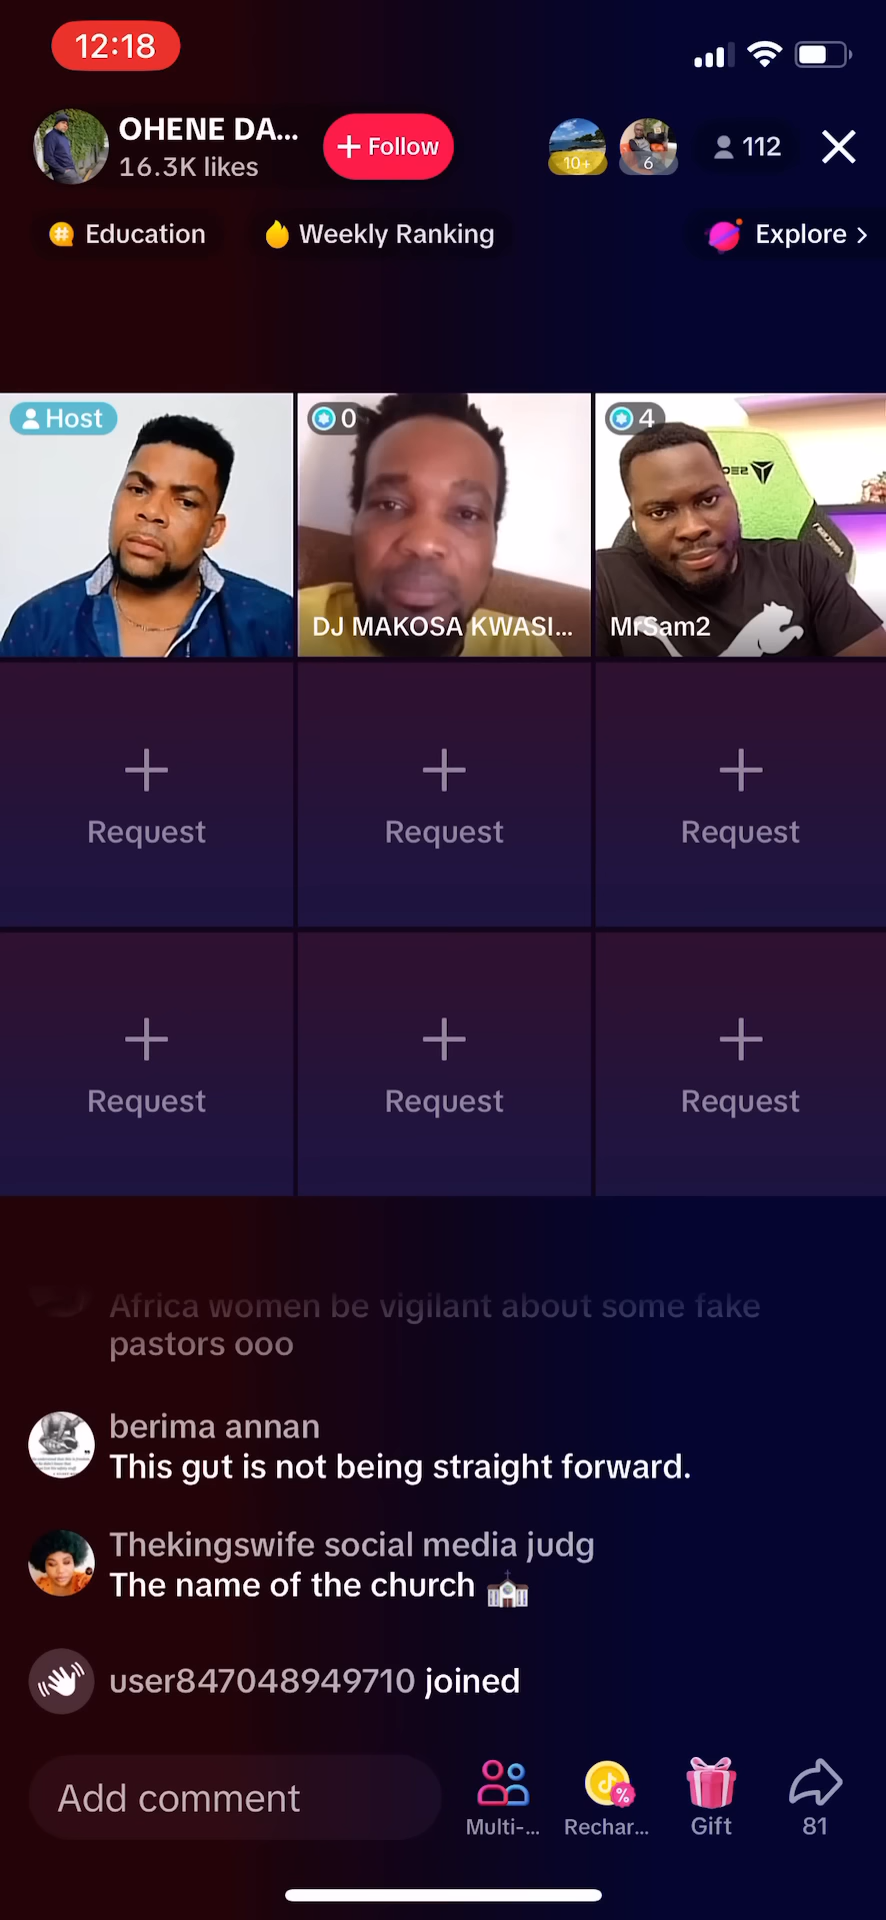 12:18
OHENE DA...
16.3K likes
+ Follow
10+
6
112
Education
Weekly Ranking
Explore >
Host
0
4
DJ MAKOSA KWASI...
MrSam2
Request
Request
Request
Request
Request
Request
Africa women be vigilant about some fake
pastors ooo
berima annan
This gut is not being straight forward.
Thekingswife social media judg
The name of the church
user847048949710 joined
Add comment
Multi-...
Rechar...
Gift
81